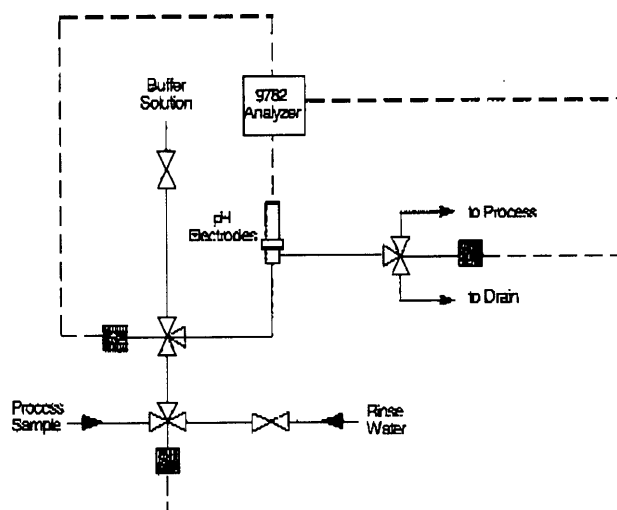 Buffer
Solution
9782
Analyzer
pH
Electrodes
to Process
to Drain
Process
Sample
Rinse
Water